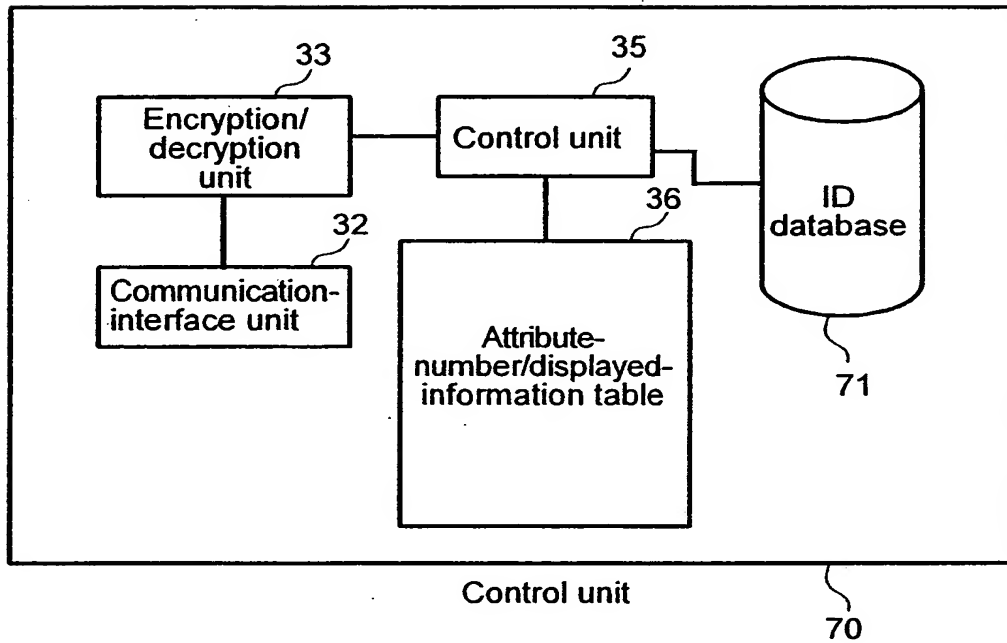 33
Encryption/
decryption
unit
35
Control unit
ID
database
71
32
Communication-
interface unit
36
Attribute-
number/displayed-
information table
Control unit
70